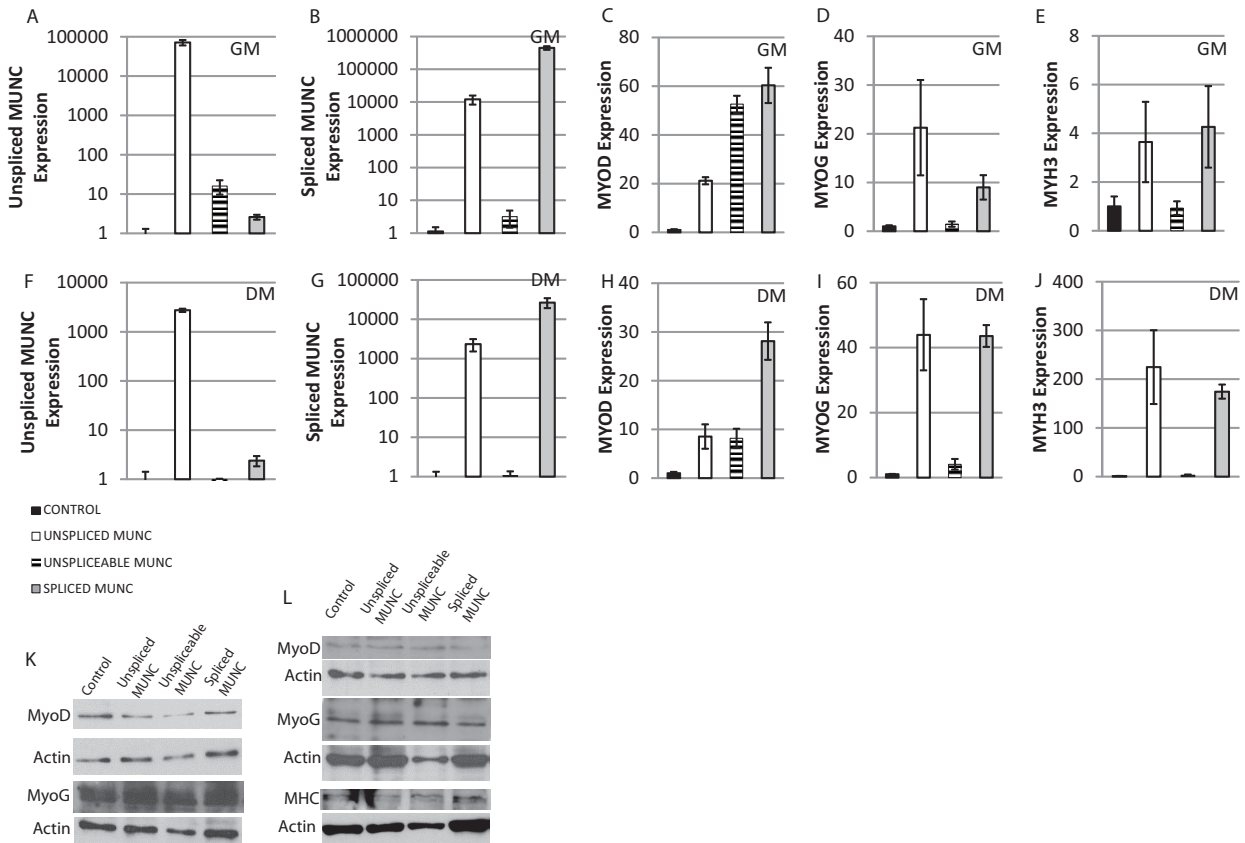 A
Unspliced MUNC
Expression
100000
10000
1000
100
10
1
GM
B
Spliced MUNC
Expression
1000000
100000
10000
1000
100
10
1
GM
C
MYOD Expression
80
60
40
20
0
GM
D
MYOG Expression
40
30
20
10
0
GM
E
MYH3 Expression
8
6
4
2
0
GM
F
Unspliced MUNC
Expression
10000
1000
100
10
1
DM
G
Spliced MUNC
Expression
100000
10000
1000
100
10
1
DM
H
MYOD Expression
40
30
20
10
0
DM
I
MYOG Expression
60
40
20
0
DM
J
MYH3 Expression
400
300
200
100
0
DM
CONTROL
UNSPLICED MUNC
UNSPLICEABLE MUNC
SPLICED MUNC
K
Control
Unspliced
MUNC
Unspliceable
MUNC
Spliced
MUNC
MyoD
Actin
MyoG
Actin
L
Control
Unspliced
MUNC
Unspliceable
MUNC
Spliced
MUNC
MyoD
Actin
MyoG
Actin
MHC
Actin